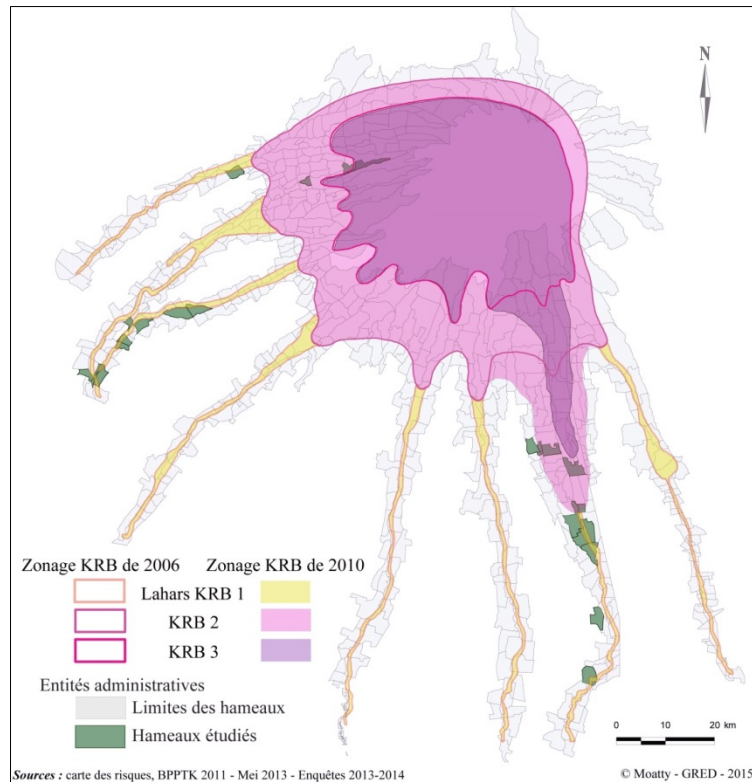 N
Zonage KRB de 2006 Zonage KRB de 2010
Lahars KRB 1
KRB 2
KRB 3
Entités administratives
Limites des hameaux
Hameaux étudiés
0 10 20 km
Sources : carte des risques, BPPTK 2011 - Mei 2013 - Enquêtes 2013-2014
© Moatty - GRED - 2015